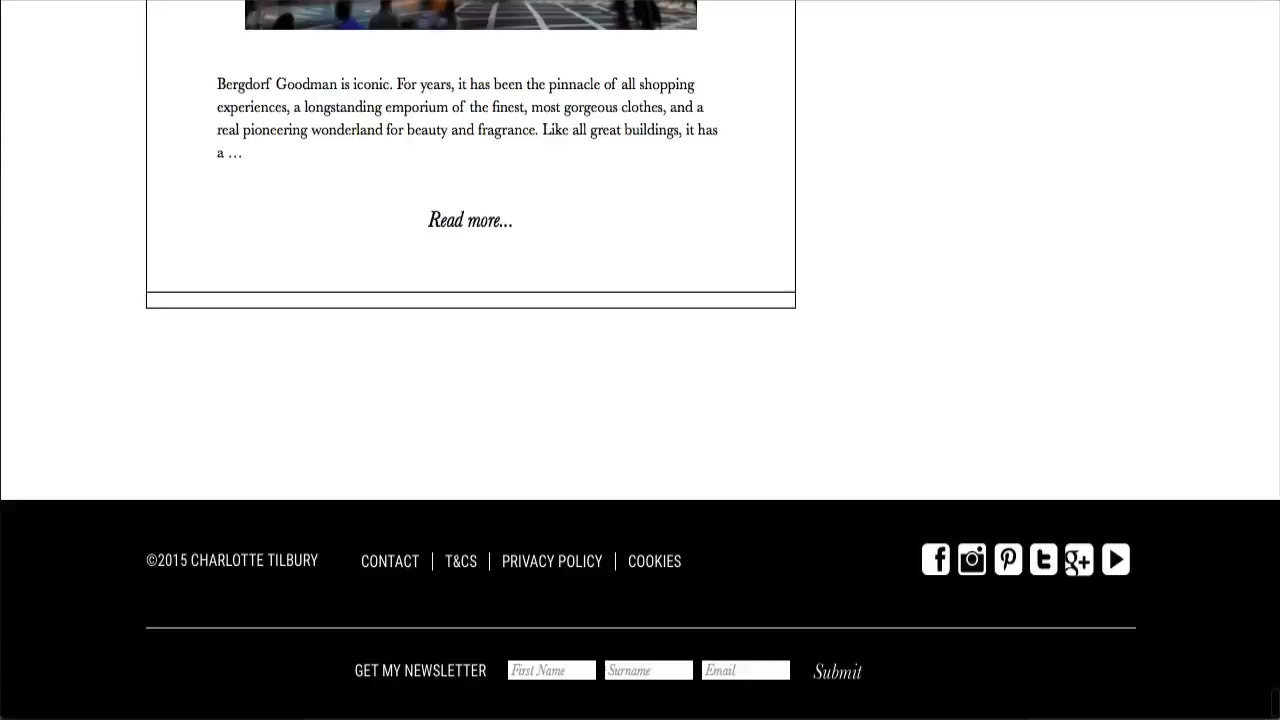 Bergdorf Goodman is iconic. For years, it has been the pinnacle of all shopping
experiences, a longstanding emporium of the finest, most gorgeous clothes, and a
real pioneering wonderland for beauty and fragrance. Like all great buildings, it has
a …
Read more...
©2015 CHARLOTTE TILBURY CONTACT | T&CS | PRIVACY POLICY | COOKIES
GET MY NEWSLETTER First Name Surname Email Submit